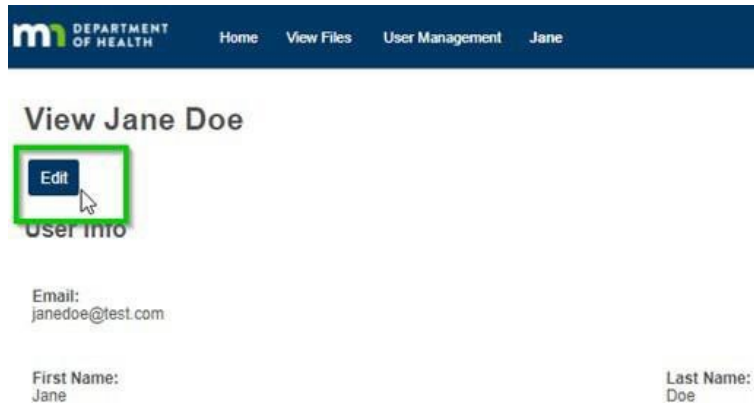 mn DEPARTMENT OF HEALTH Home View Files User Management Jane
View Jane Doe
Edit
User Info
Email:
janedoe@test.com
First Name: Last Name:
Jane Doe